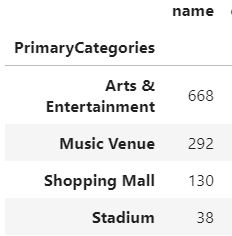 name
PrimaryCategories
Arts & 668
Entertainment
Music Venue 292
Shopping Mall 130
Stadium 38